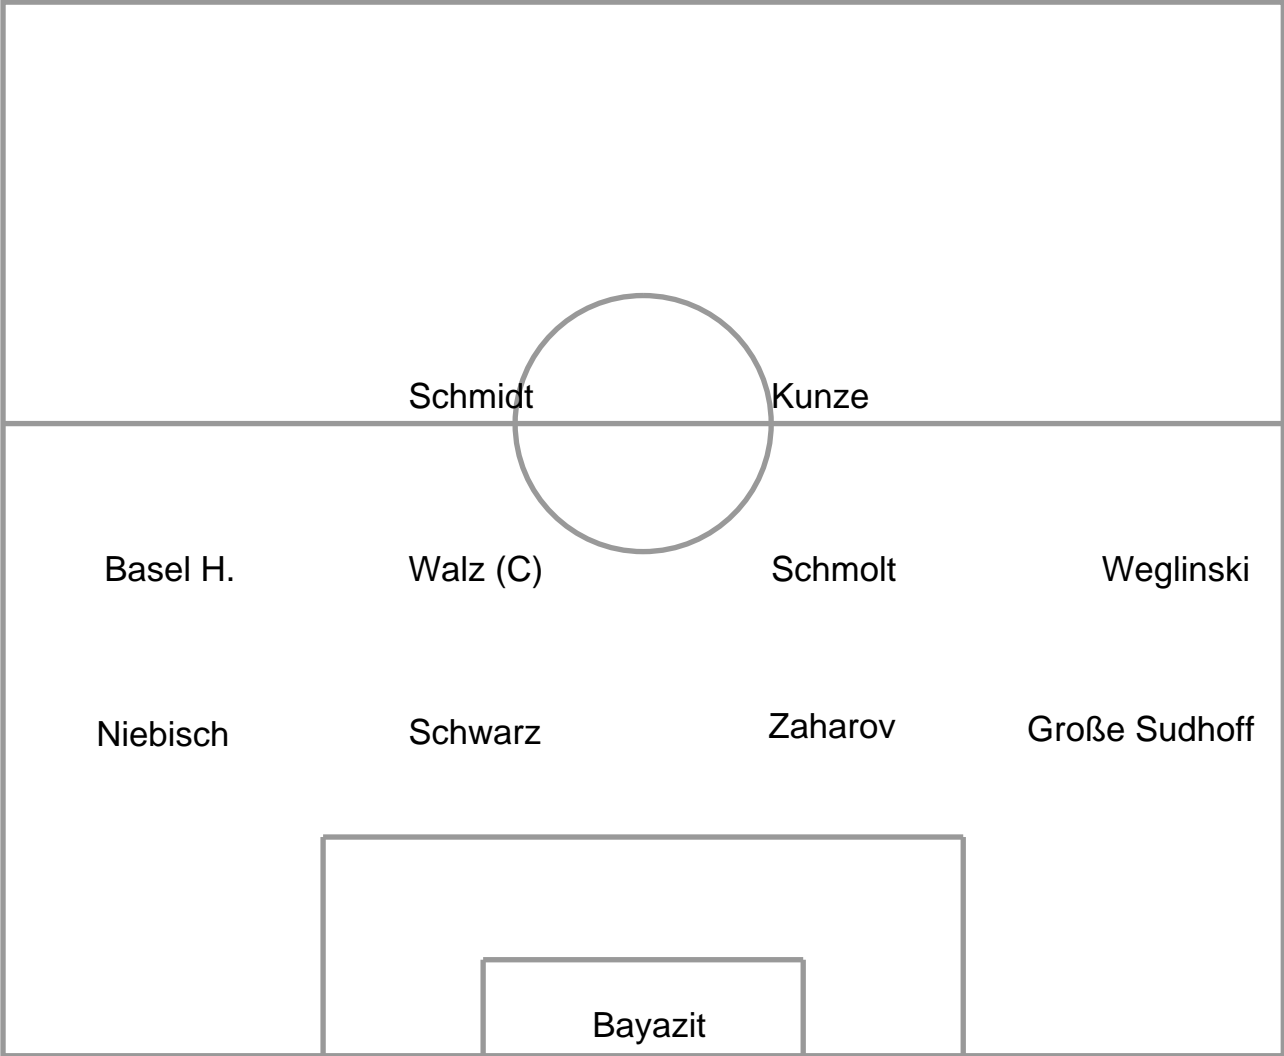 Schmidt Kunze
Basel H. Walz (C) Schmolt Weglinski
Niebisch Schwarz Zaharov Große Sudhoff
Bayazit